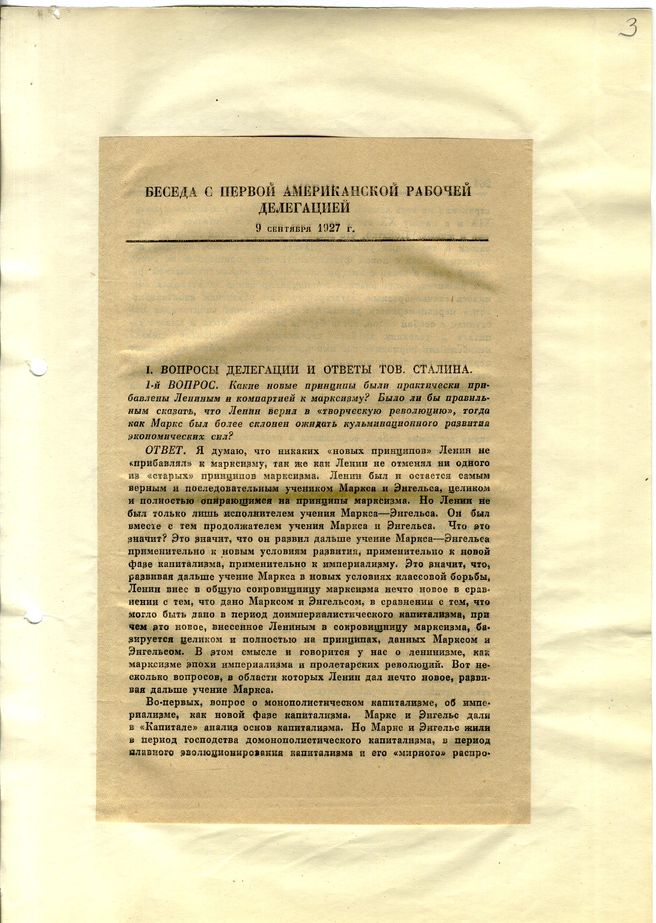 3
БЕСЕДА С ПЕРВОЙ АМЕРИКАНСКОЙ РАБОЧЕЙ
ДЕЛЕГАЦИЕЙ
9 СЕНТЯБРЯ 1927 Г.
I. ВОПРОСЫ ДЕЛЕГАЦИИ И ОТВЕТЫ ТОВ. СТАЛИНА.
1-й ВОПРОС. Какие новые принципы были практически при-
бавлены Лениным и компартией к марксизму? Было ли бы правиль-
ным сказать, что Ленин верил в «творческую революцию», тогда
как Маркс был более склонен ожидать кульминационного развития
экономических сил?
ОТВЕТ. Я думаю, что никаких «новых принципов» Ленин не
«прибавлял» к марксизму, так же как Ленин не отменял ни одного
из «старых» принципов марксизма. Ленин был и остается самым
верным и последовательным учеником Маркса и Энгельса, целиком
и полностью опирающимся на принципы марксизма. Но Ленин не
был только лишь исполнителем учения Маркса—Энгельса. Он был
вместе с тем продолжателем учения Маркса и Энгельса. Что это
значит? Это значит, что он развил дальше учение Маркса—Энгельса
применительно к новым условиям развития, применительно к новой
фазе капитализма, применительно к империализму. Это значит, что,
развивая дальше учение Маркса в новых условиях классовой борьбы,
Ленин внес в общую сокровищницу марксизма нечто новое в срав-
нении с тем, что дано Марксом и Энгельсом, в сравнении с тем, что
могло быть дано в период доимпериалистического капитализма, при
чем это новое, внесенное Лениным в сокровищницу марксизма, ба-
зируется целиком и полностью на принципах, данных Марксом и
Энгельсом. В этом смысле и говорится у нас о ленинизме, как
марксизме эпохи империализма и пролетарских революций. Вот не-
сколько вопросов, в области которых Ленин дал нечто новое, разви-
вая дальше учение Маркса.
Во-первых, вопрос о монополистическом капитализме, об импе-
риализме, как новой фазе капитализма. Маркс и Энгельс дали
в «Капитале» анализ основ капитализма. Но Маркс и Энгельс жили
в период господства домонополистического капитализма, в период
плавного эволюционирования капитализма и его «мирного» распро-